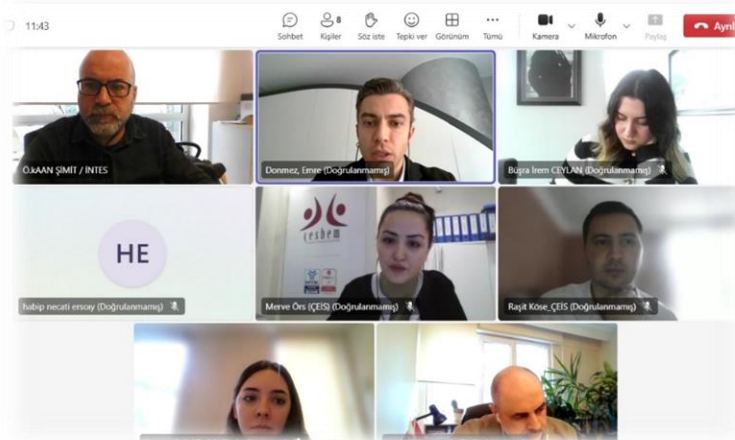 11:43
Sohbet
Kişiler
8
Söz iste
Tepki ver
Görünüm
Tümü
Kamera
Mikrofon
Paylaş
Ayrıl
Ö.kAAN ŞİMİT / İNTES
Donmez, Emre (Doğrulanmamış)
Büşra İrem CEYLAN (Doğrulanmamış)
HE
habip necati ersoy (Doğrulanmamış)
çesbem
Merve Örs (ÇEİS) (Doğrulanmamış)
Raşit Köse_ÇEİS (Doğrulanmamış)